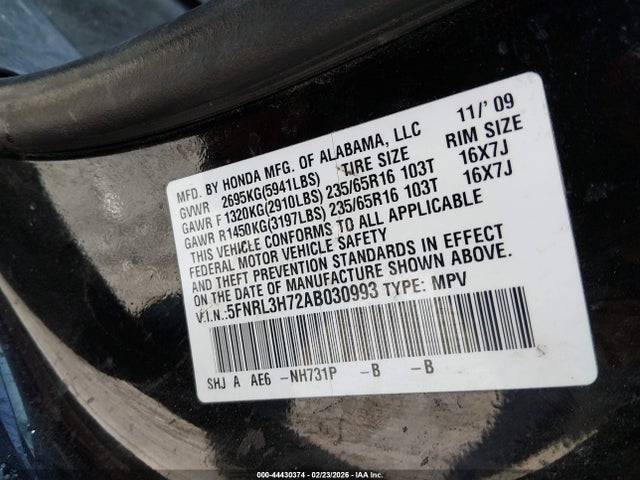 11/' 09
MFD. BY HONDA MFG. OF ALABAMA, LLC
GVWR 2695KG(5941LBS) TIRE SIZE RIM SIZE
GAWR F 1320KG(2910LBS) 235/65R16 103T 16X7J
GAWR R 1450KG(3197LBS) 235/65R16 103T 16X7J
THIS VEHICLE CONFORMS TO ALL APPLICABLE
FEDERAL MOTOR VEHICLE SAFETY
AND THEFT PREVENTION STANDARDS IN EFFECT
ON THE DATE OF MANUFACTURE SHOWN ABOVE.
V.I.N.:5FNRL3H72AB030993 TYPE: MPV
SHJ A AE6 -NH731P -B -B
000-44430374 - 02/23/2026 - IAA Inc.